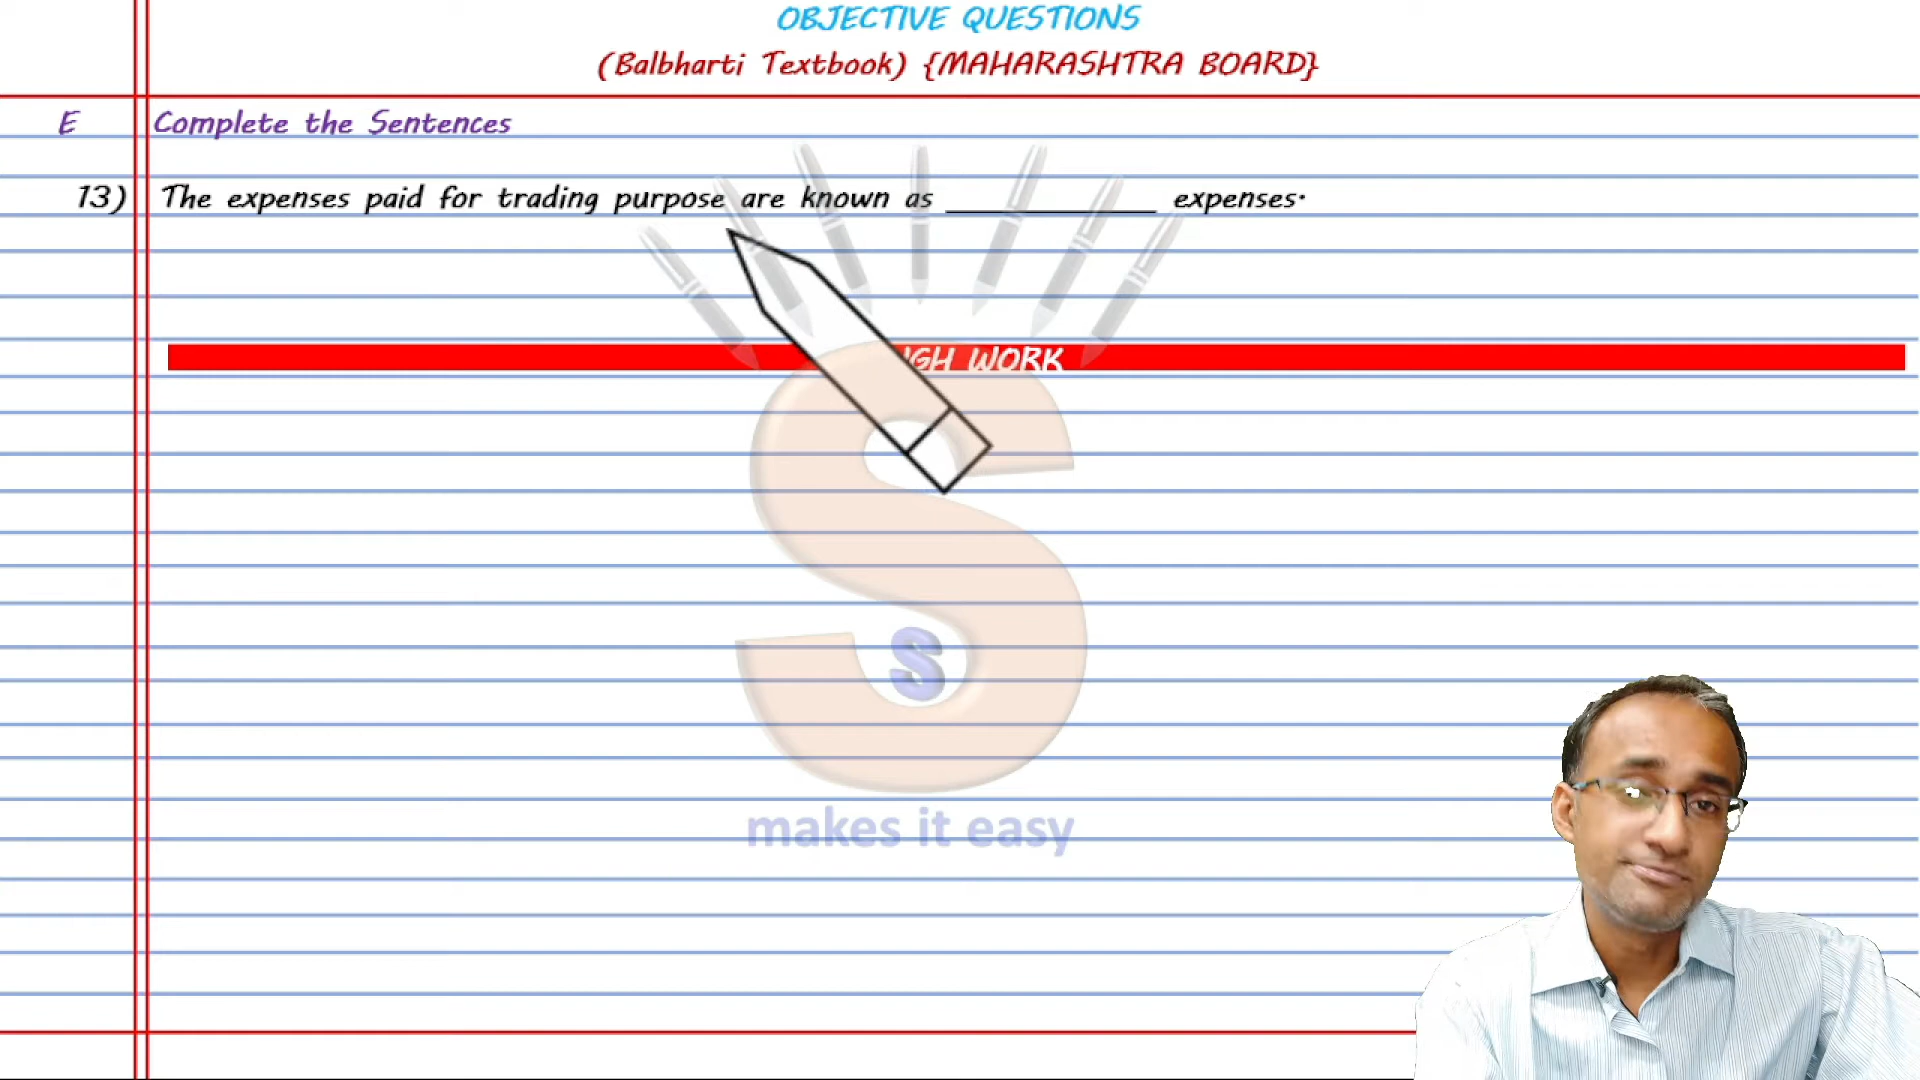 OBJECTIVE QUESTIONS
(Balbharti Textbook) {MAHARASHTRA BOARD}
E Complete the Sentences
13) The expenses paid for trading purpose are known as ______________ expenses.
WORK
S
S
makes it easy